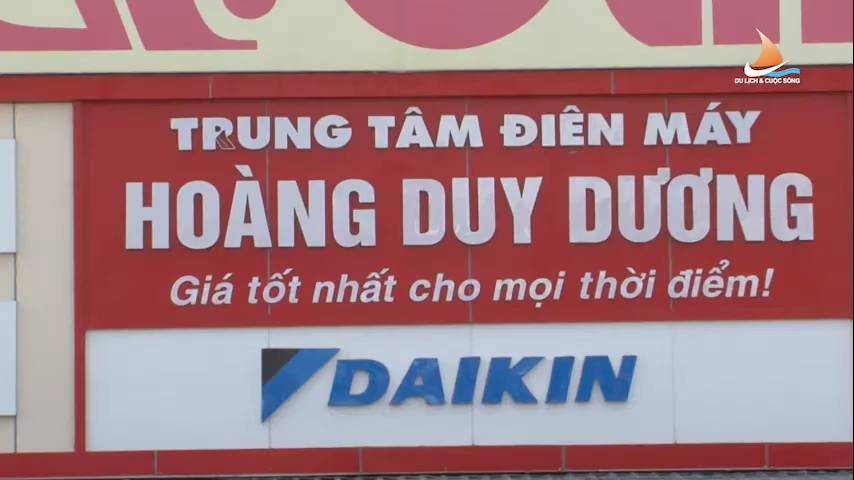 DU LỊCH & CUỘC SỐNG
TRUNG TÂM ĐIỆN MÁY
HOÀNG DUY DƯƠNG
Giá tốt nhất cho mọi thời điểm!
DAIKIN